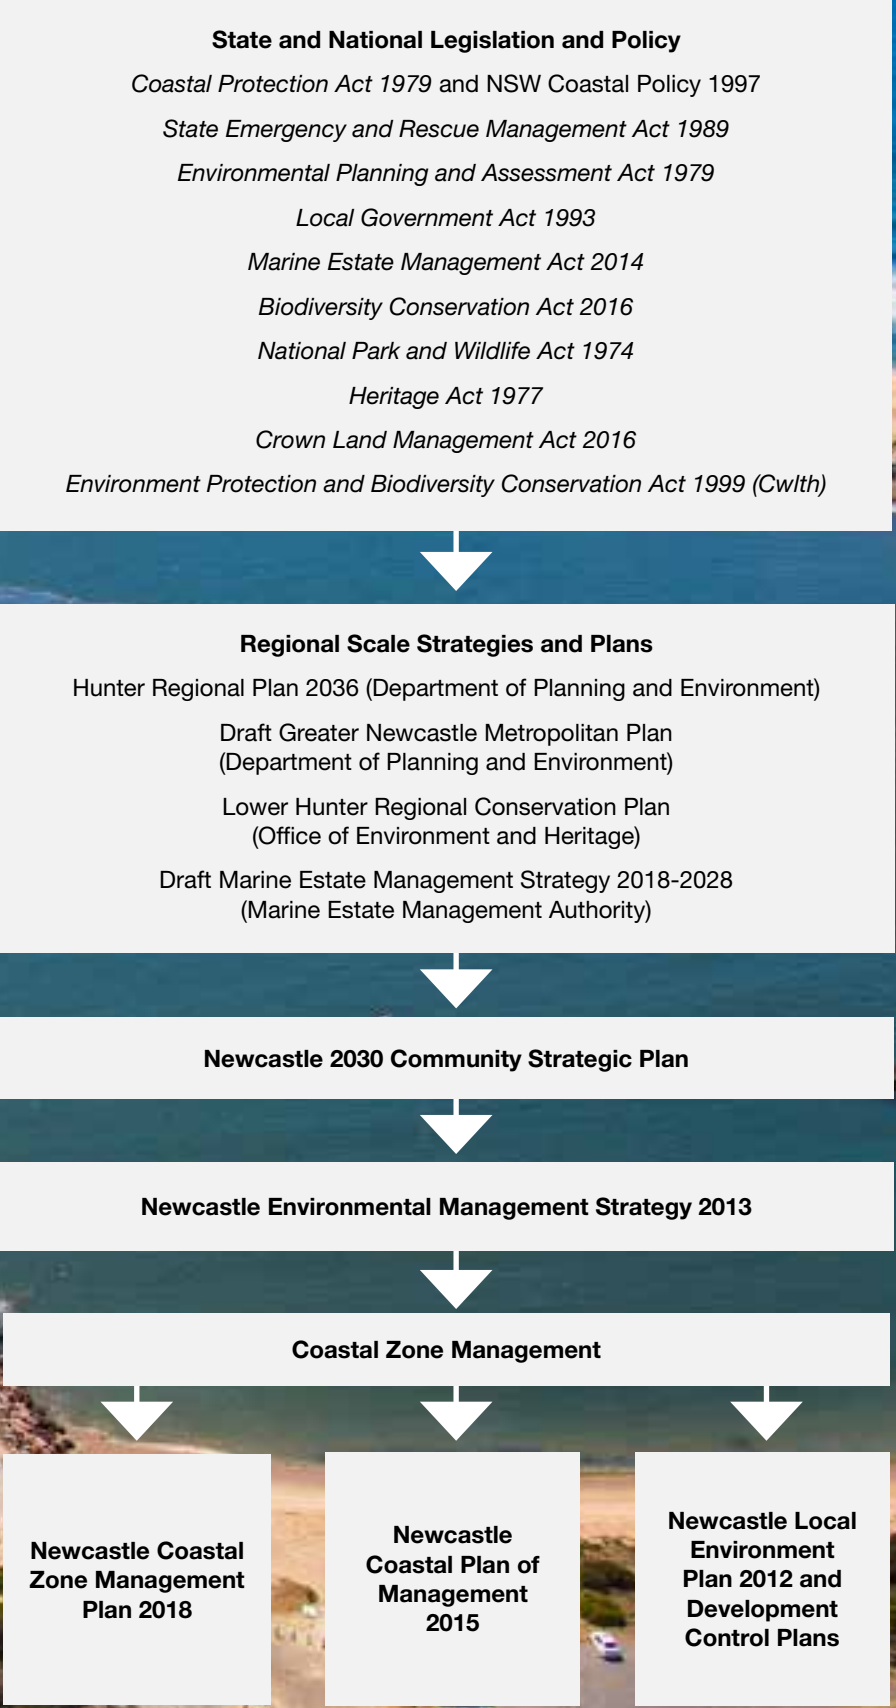 State and National Legislation and Policy
Coastal Protection Act 1979 and NSW Coastal Policy 1997
State Emergency and Rescue Management Act 1989
Environmental Planning and Assessment Act 1979
Local Government Act 1993
Marine Estate Management Act 2014
Biodiversity Conservation Act 2016
National Park and Wildlife Act 1974
Heritage Act 1977
Crown Land Management Act 2016
Environment Protection and Biodiversity Conservation Act 1999 (Cwlth)
Regional Scale Strategies and Plans
Hunter Regional Plan 2036 (Department of Planning and Environment)
Draft Greater Newcastle Metropolitan Plan
(Department of Planning and Environment)
Lower Hunter Regional Conservation Plan
(Office of Environment and Heritage)
Draft Marine Estate Management Strategy 2018-2028
(Marine Estate Management Authority)
Newcastle 2030 Community Strategic Plan
Newcastle Environmental Management Strategy 2013
Coastal Zone Management
Newcastle Coastal
Zone Management
Plan 2018
Newcastle
Coastal Plan of
Management
2015
Newcastle Local
Environment
Plan 2012 and
Development
Control Plans